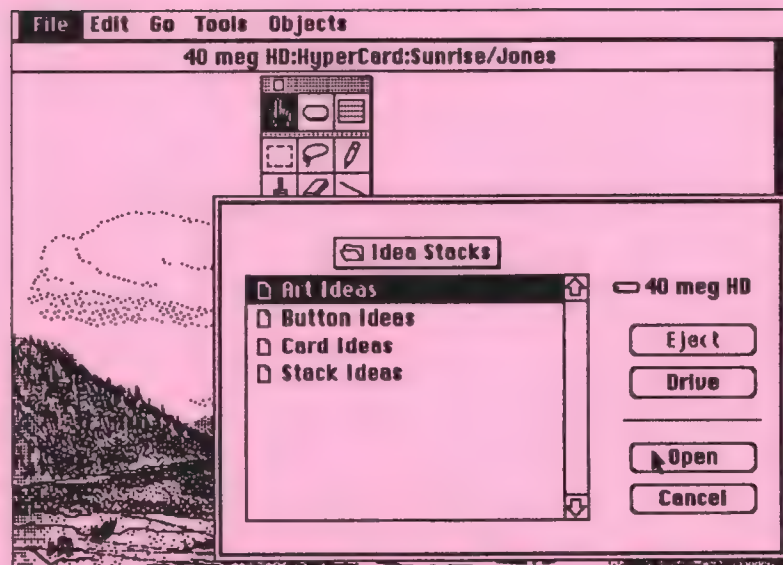 File Edit Go Tools Objects
40 meg HD:HyperCard:Sunrise/Jones
Idea Stacks
Art Ideas
Button Ideas
Card Ideas
Stack Ideas
40 meg HD
Eject
Drive
Open
Cancel